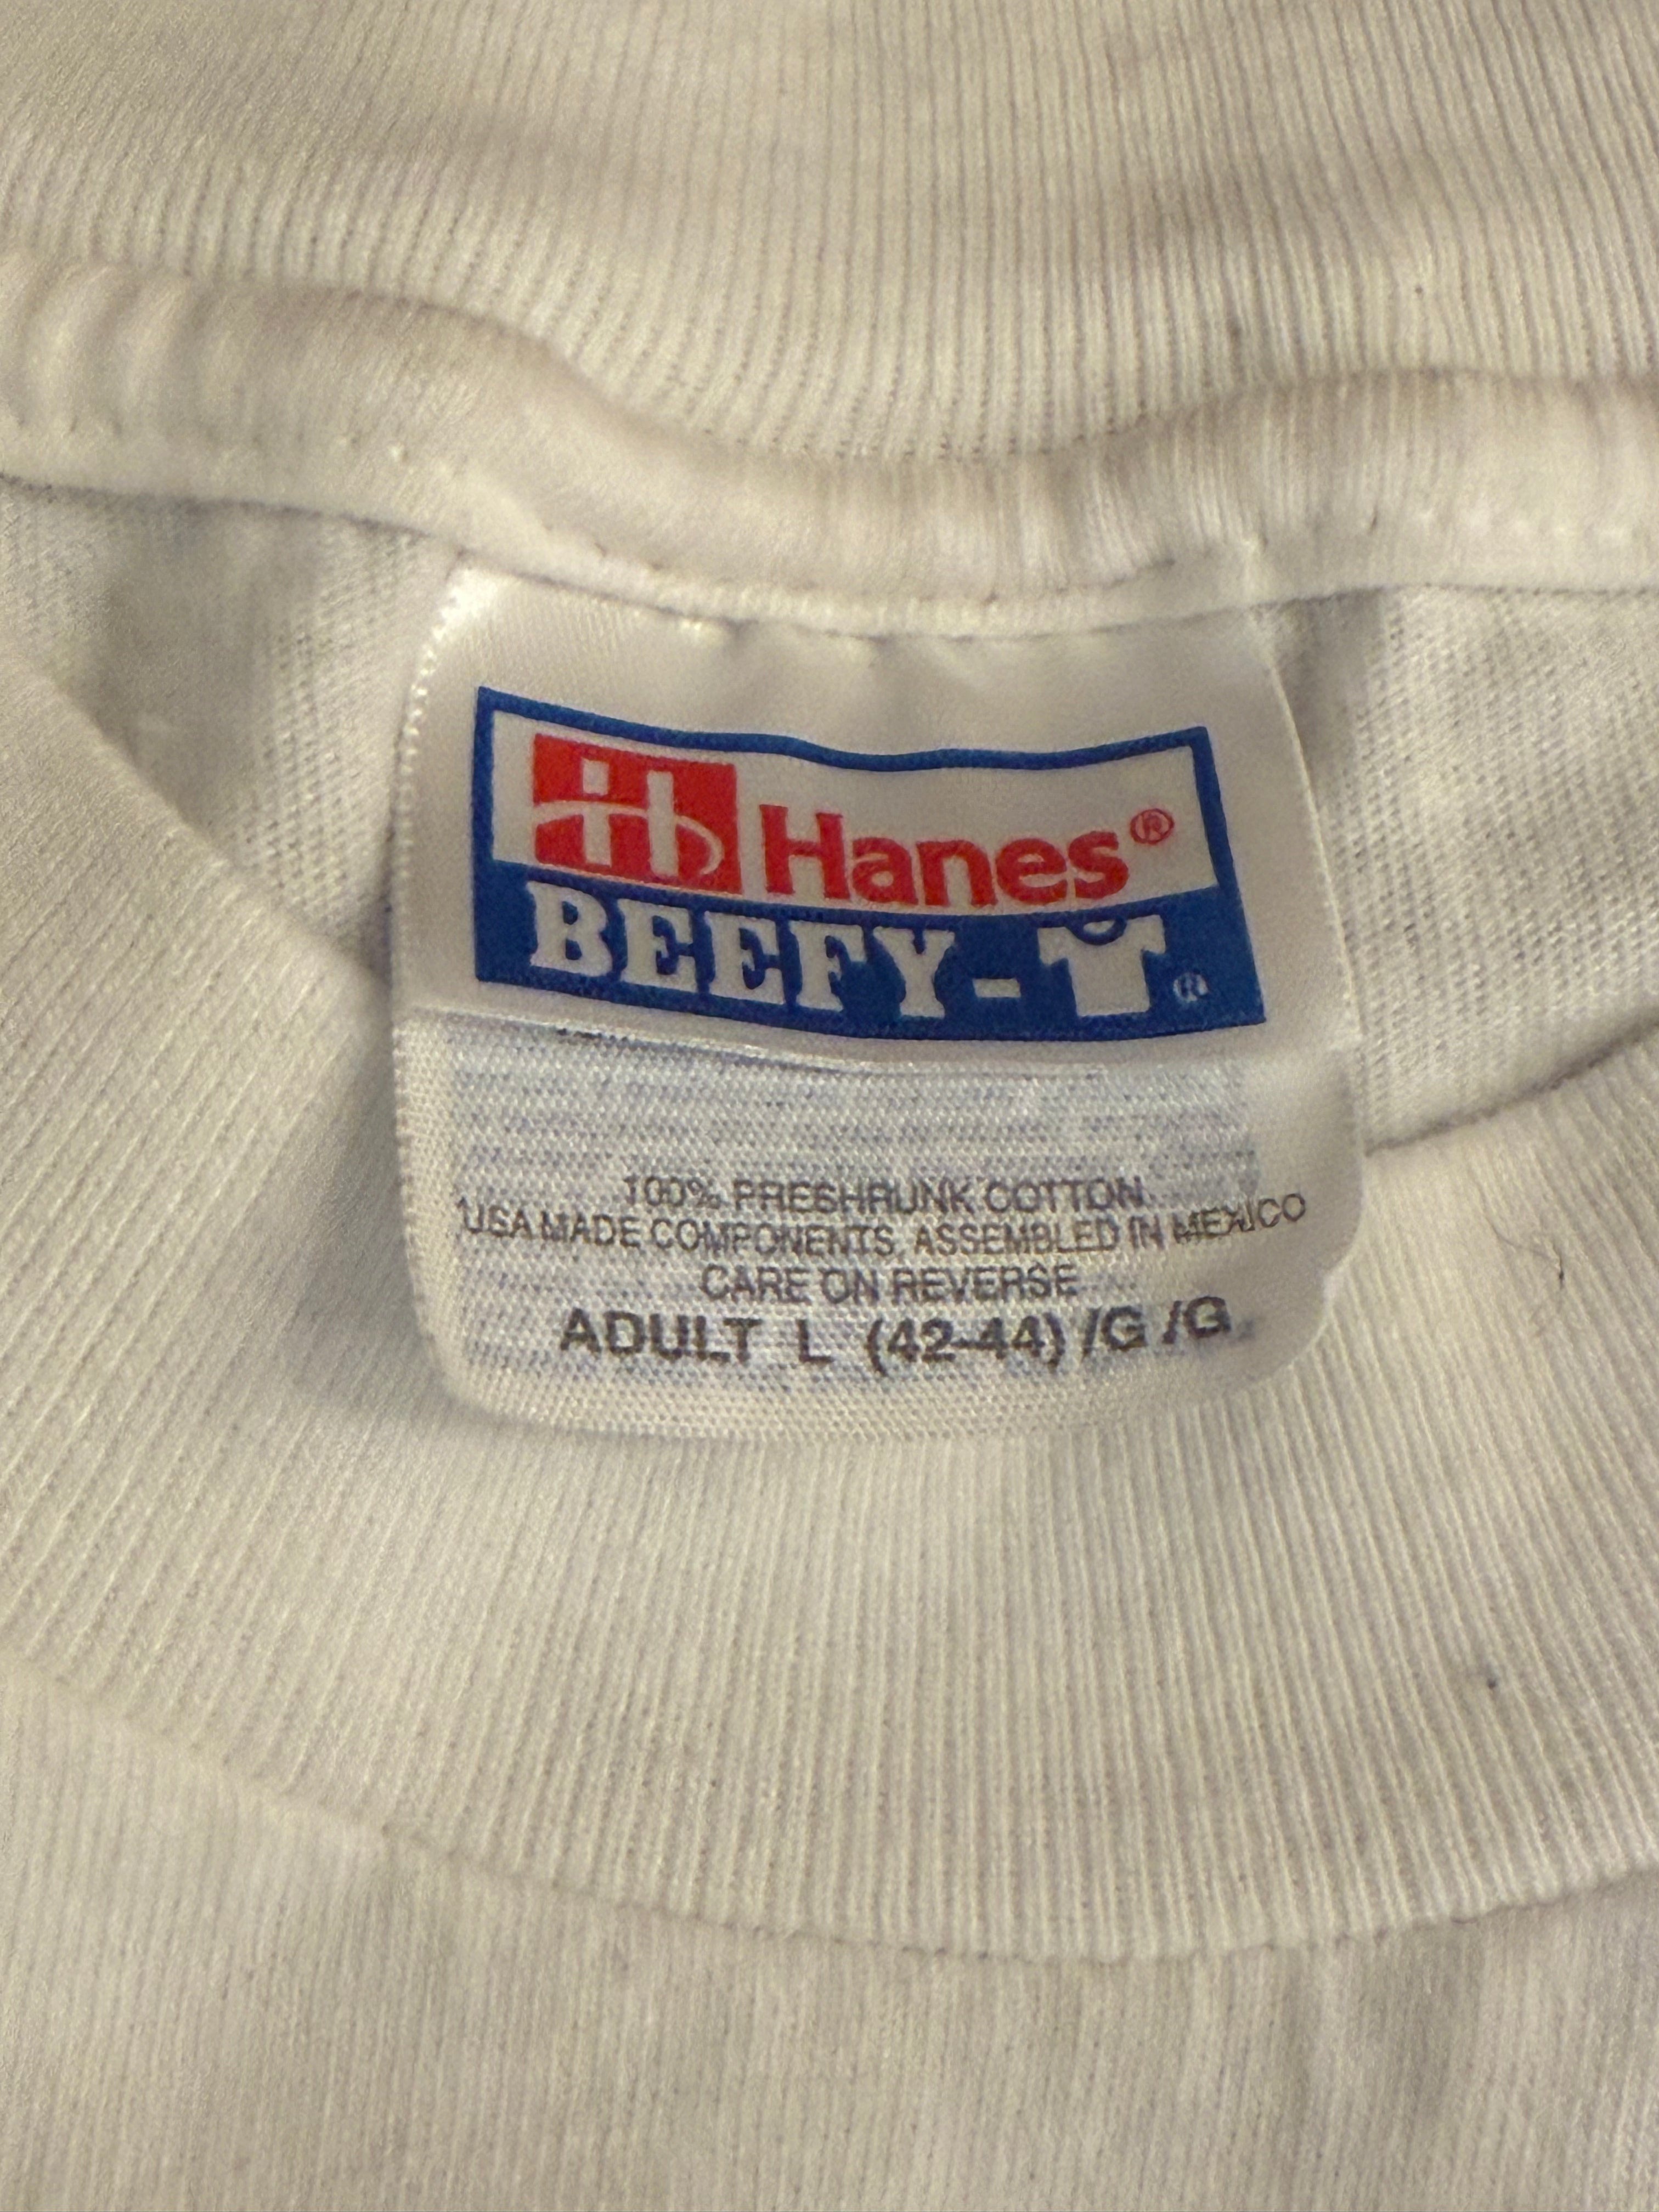 Hanes®
BEEFY-T®
100% PRESHRUNK COTTON
USA MADE COMPONENTS, ASSEMBLED IN MEXICO
CARE ON REVERSE
ADULT L (42-44) /G /G